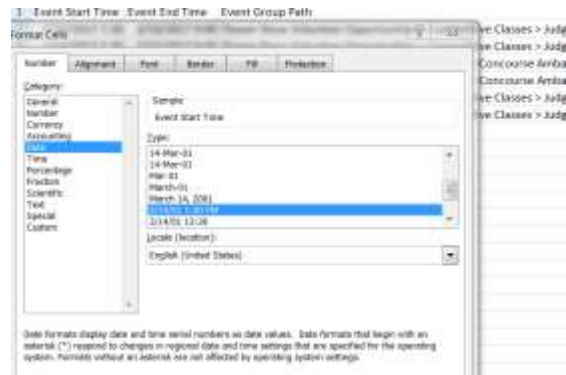 1 Event Start Time Event End Time Event Group Path
Format Cells
ve Classes > Judg
ve Classes > Judg
Concourse Amba
Concourse Amba
ve Classes > Judg
ve Classes > Judg
Number Alignment Font Border Fill Protection
Category:
General
Number
Currency
Accounting
Date
Time
Percentage
Fraction
Scientific
Text
Special
Custom
Sample
Event Start Time
Type:
14-Mar-01
14-Mar-01
Mar-01
March-01
March 14, 2001
3/14/01 1:30 PM
3/14/01 13:30
Locale (location):
English (United States)
Date formats display date and time serial numbers as date values. Date formats that begin with an
asterisk (*) respond to changes in regional date and time settings that are specified for the operating
system. Formats without an asterisk are not affected by operating system settings.